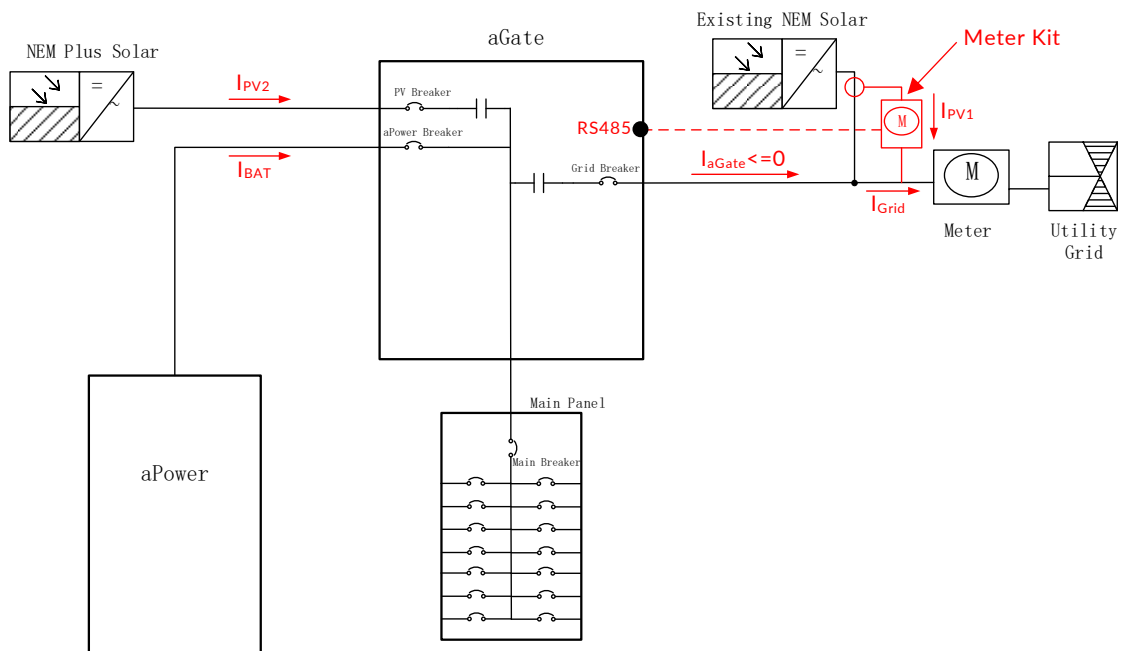 Existing NEM Solar
Meter Kit
aGate
NEM Plus Solar
=
~
=
~
IPV2
PV Breaker
IPV1
M
RS485
aPower Breaker
IBAT
Grid Breaker
IaGate<=0
M
IGrid
Meter
Utility
Grid
Main Panel
Main Breaker
aPower